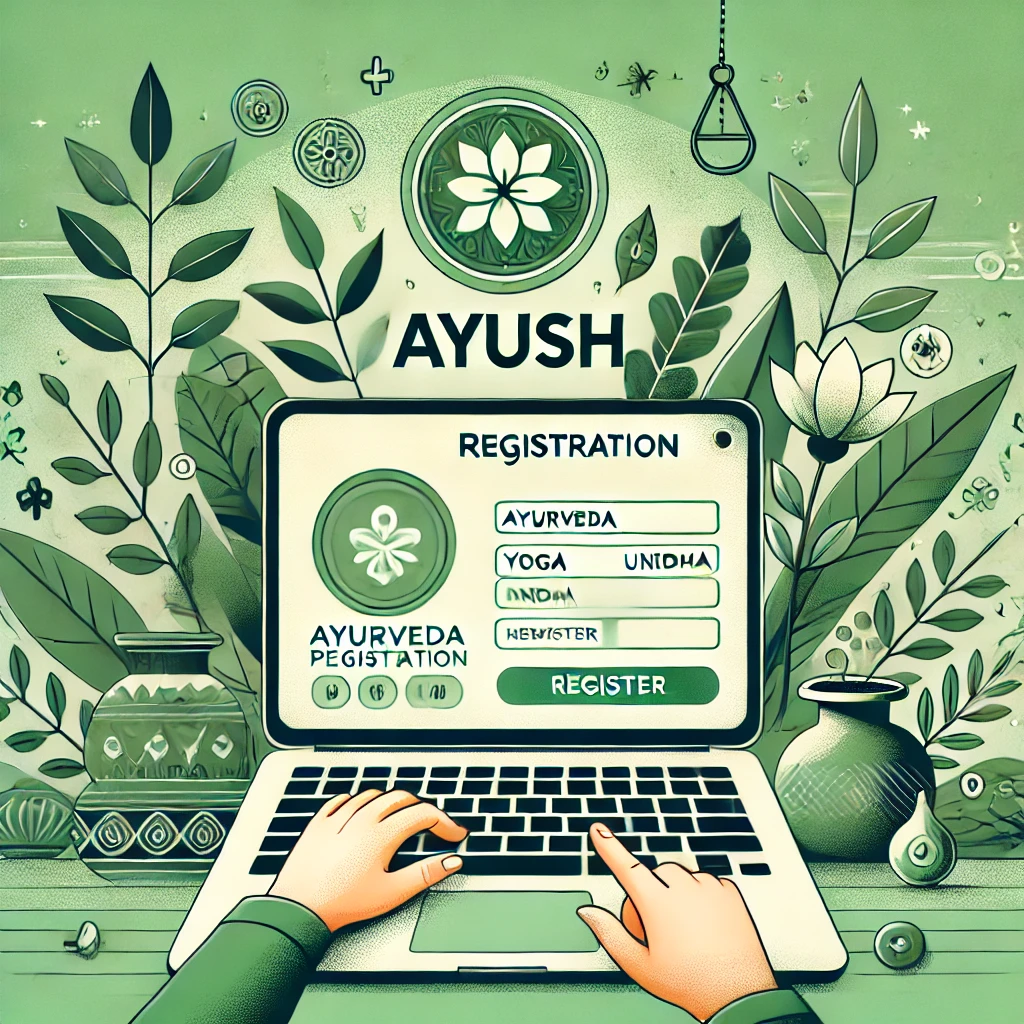 AYUSH
REGISTRATION
AYURVEDA
YOGA UNIDHA
AYURVEDA
PEGISTATION
REGISTER